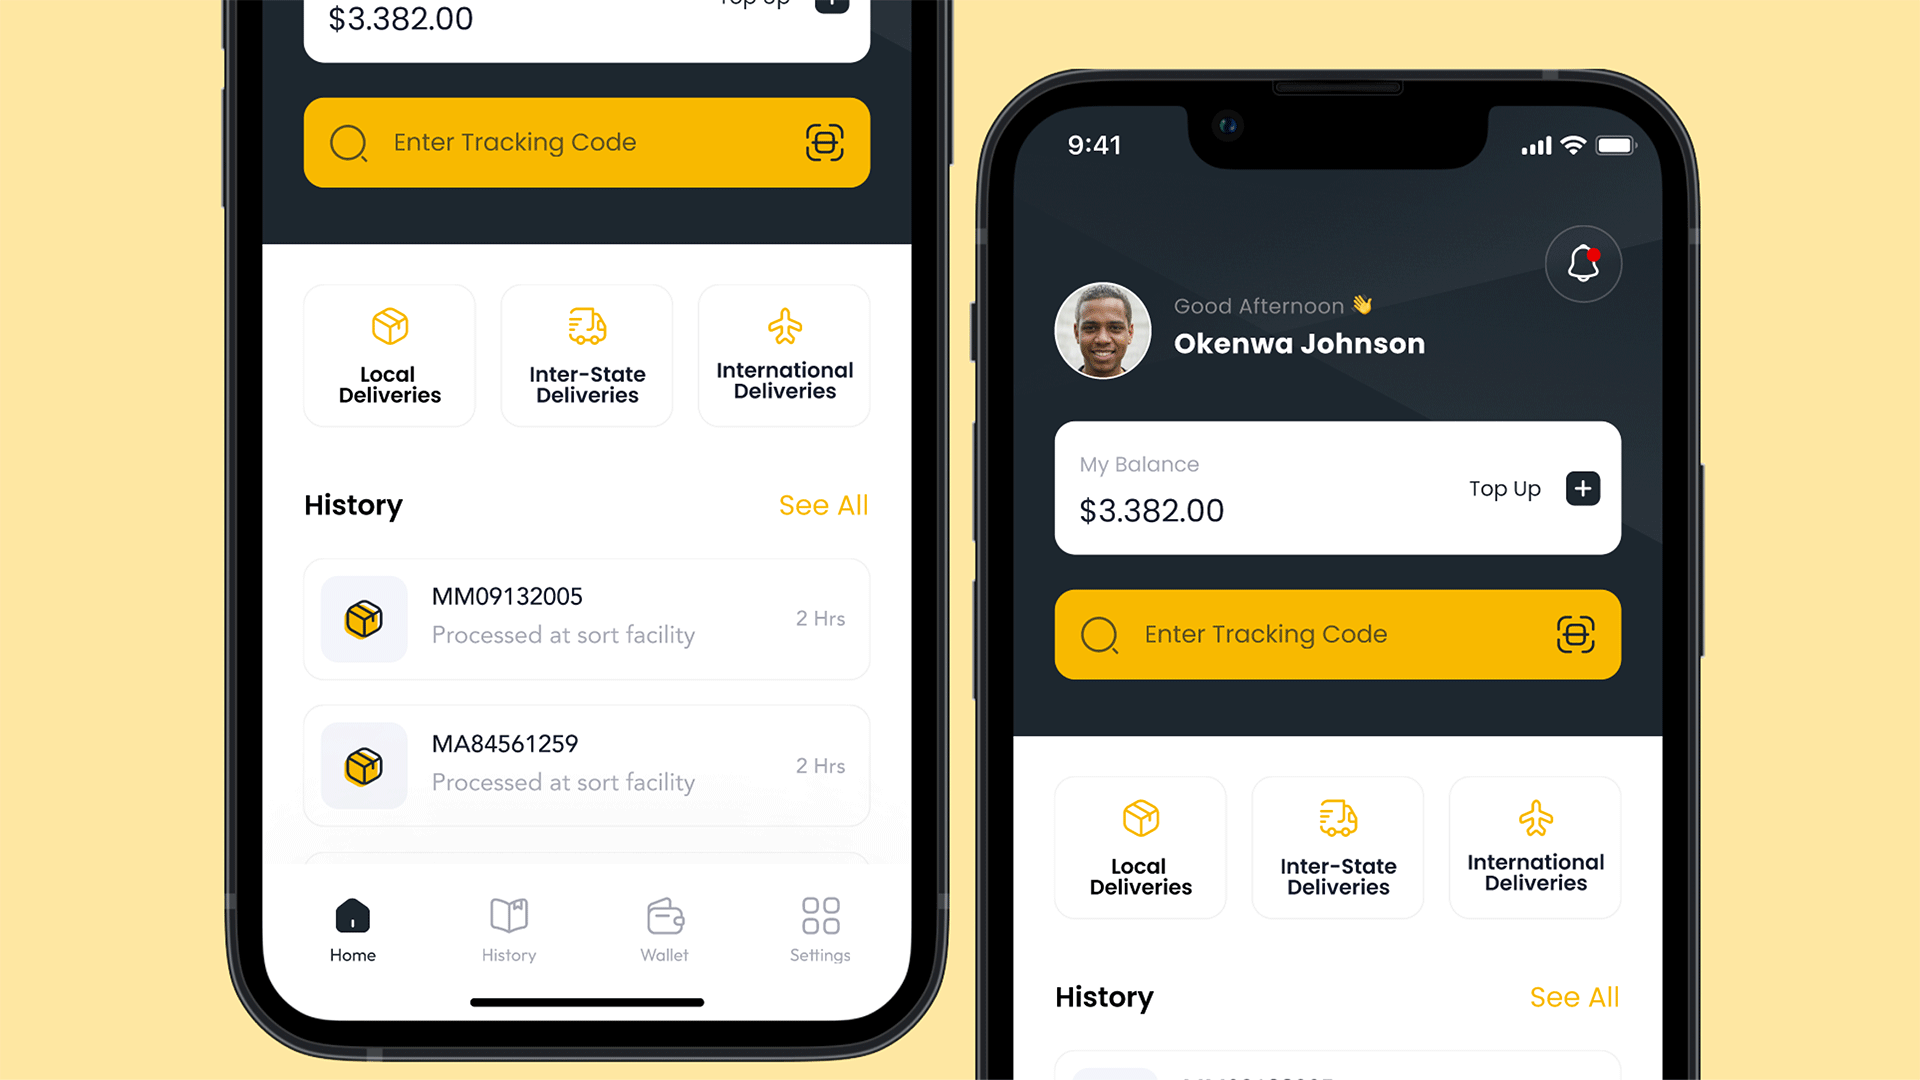 $3.382.00
Top Up
Enter Tracking Code
Local
Deliveries
Inter-State
Deliveries
International
Deliveries
History
See All
MM09132005
Processed at sort facility
2 Hrs
MA84561259
Processed at sort facility
2 Hrs
Home
History
Wallet
Settings
9:41
Good Afternoon 👋
Okenwa Johnson
My Balance
$3.382.00
Top Up
Enter Tracking Code
Local
Deliveries
Inter-State
Deliveries
International
Deliveries
History
See All